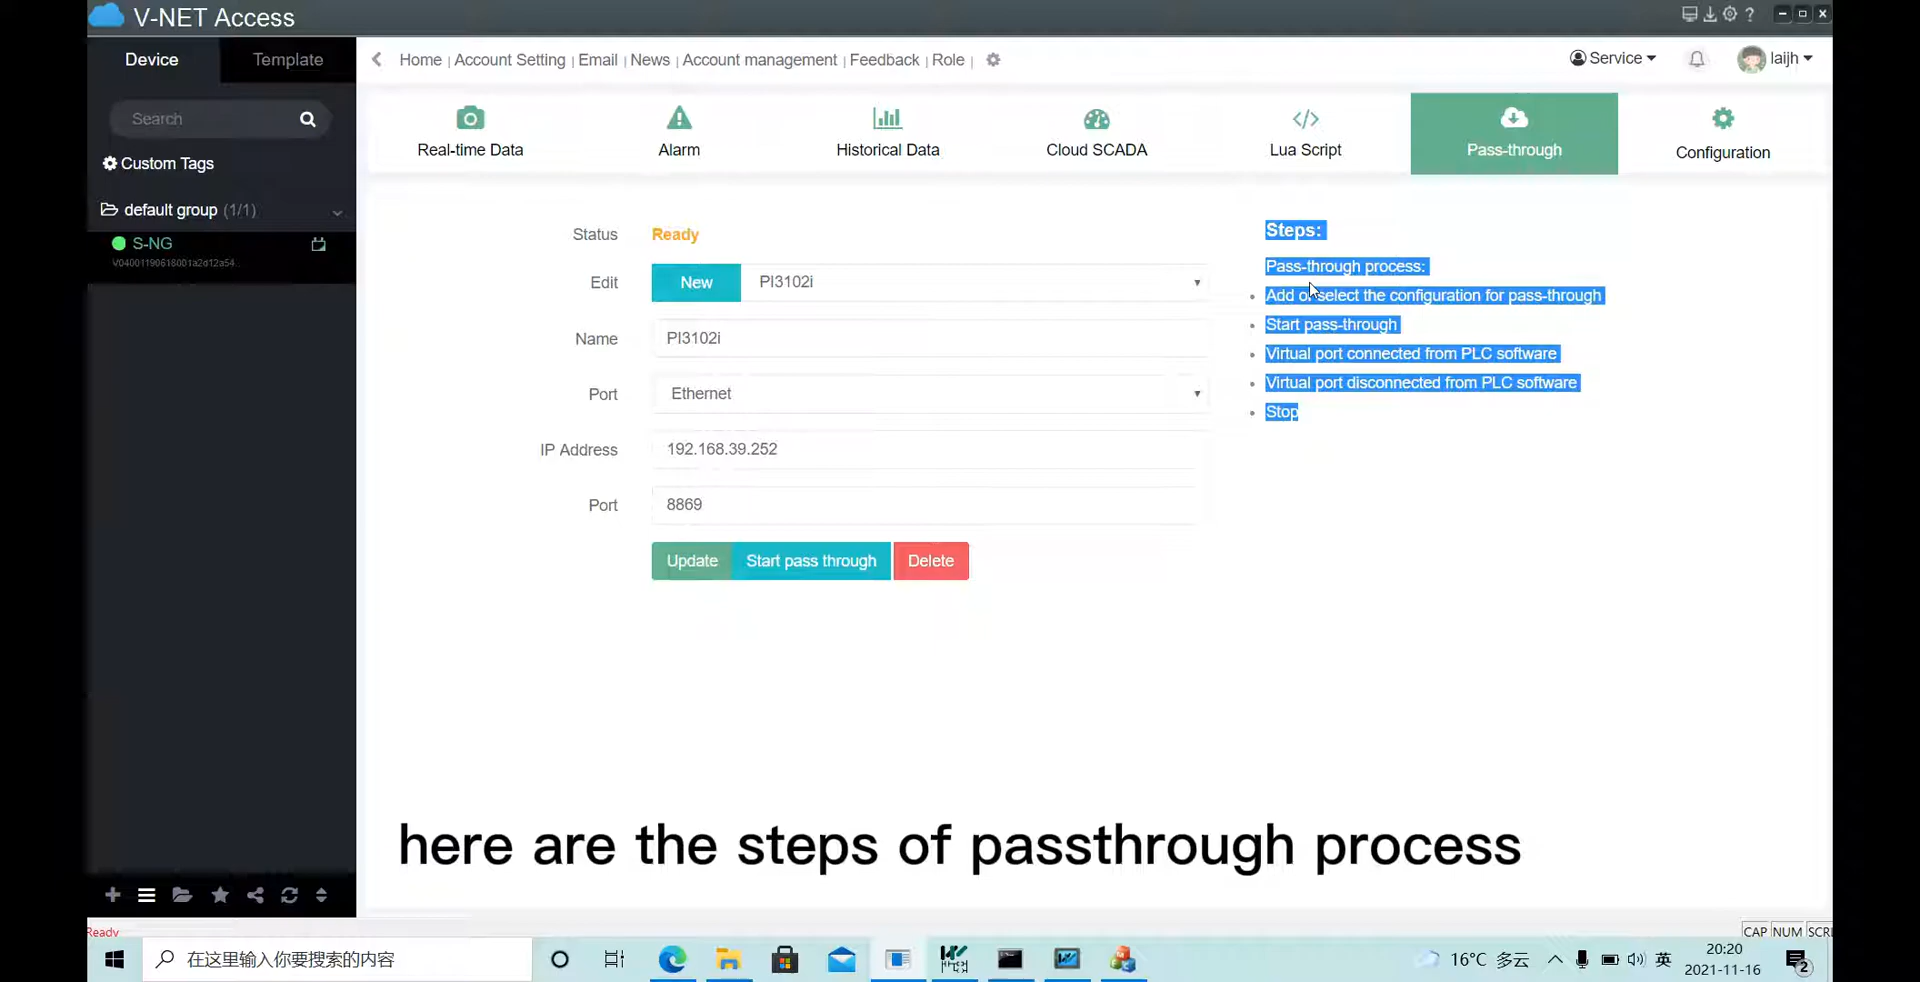 V-NET Access
Device
Template
Home | Account Setting | Email | News | Account management | Feedback | Role |
Service
laijh
Search
Custom Tags
default group (1/1)
S-NG
V04001190618001a2d12a54...
Real-time Data
Alarm
Historical Data
Cloud SCADA
Lua Script
Pass-through
Configuration
Status
Ready
Edit
New
PI3102i
Name
PI3102i
Port
Ethernet
IP Address
192.168.39.252
Port
8869
Update
Start pass through
Delete
Steps:
Pass-through process:
Add or select the configuration for pass-through
Start pass-through
Virtual port connected from PLC software
Virtual port disconnected from PLC software
Stop
here are the steps of passthrough process
Ready
CAP NUM SCRL
在这里输入你要搜索的内容
16°C 多云
英
20:20
2021-11-16
2